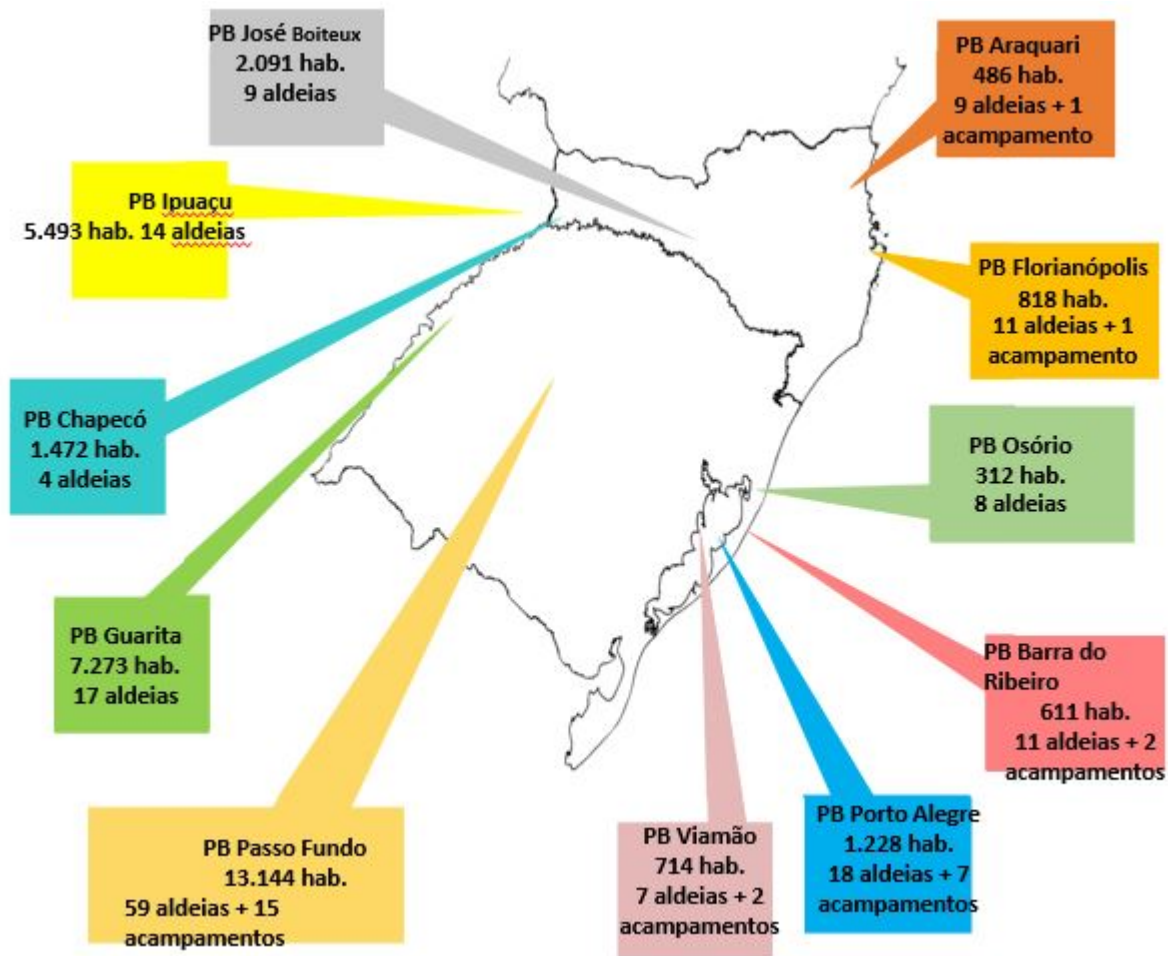 PB José Boiteux
2.091 hab.
9 aldeias
PB Araquari
486 hab.
9 aldeias + 1
acampamento
PB Ipuaçu
5.493 hab. 14 aldeias
PB Florianópolis
818 hab.
11 aldeias + 1
acampamento
PB Chapecó
1.472 hab.
4 aldeias
PB Osório
312 hab.
8 aldeias
PB Guarita
7.273 hab.
17 aldeias
PB Barra do
Ribeiro
611 hab.
11 aldeias + 2
acampamentos
PB Passo Fundo
13.144 hab.
59 aldeias + 15
acampamentos
PB Viamão
714 hab.
7 aldeias + 2
acampamentos
PB Porto Alegre
1.228 hab.
18 aldeias + 7
acampamentos